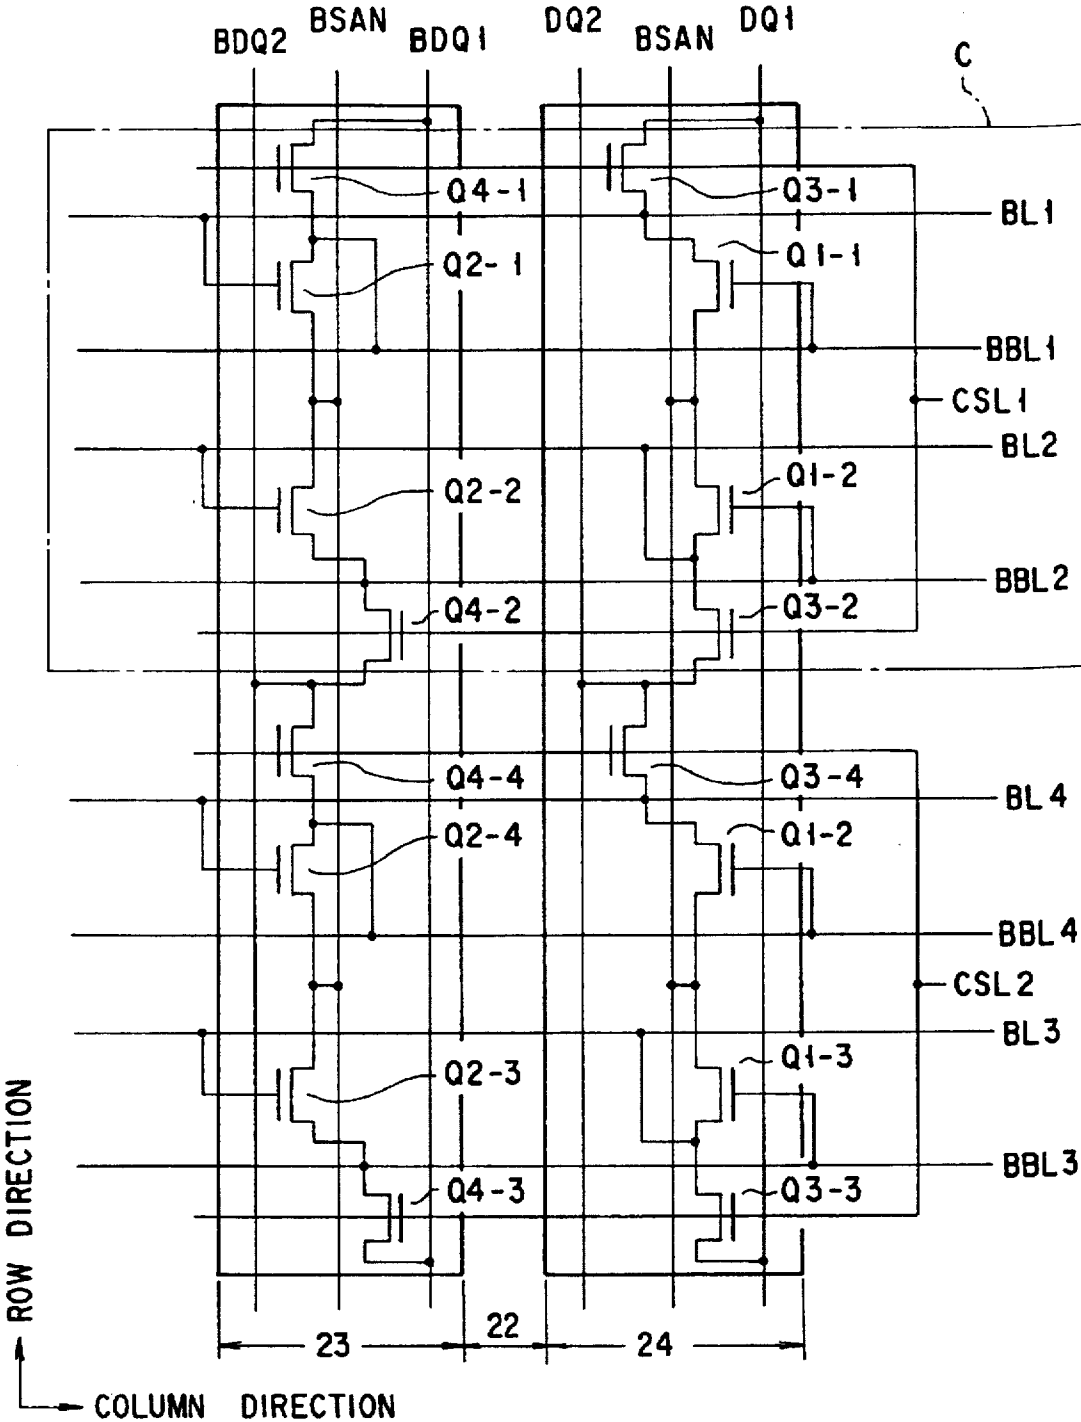 BDQ2 BSAN BDQ1 DQ2 BSAN DQ1
C
Q4-1 Q3-1
BL1
Q2-1 Q1-1
BBL1
CSL1
BL2
Q2-2 Q1-2
BBL2
Q4-2 Q3-2
Q4-4 Q3-4
BL4
Q2-4 Q1-2
BBL4
CSL2
BL3
Q2-3 Q1-3
BBL3
Q4-3 Q3-3
23 22 24
ROW DIRECTION
COLUMN DIRECTION